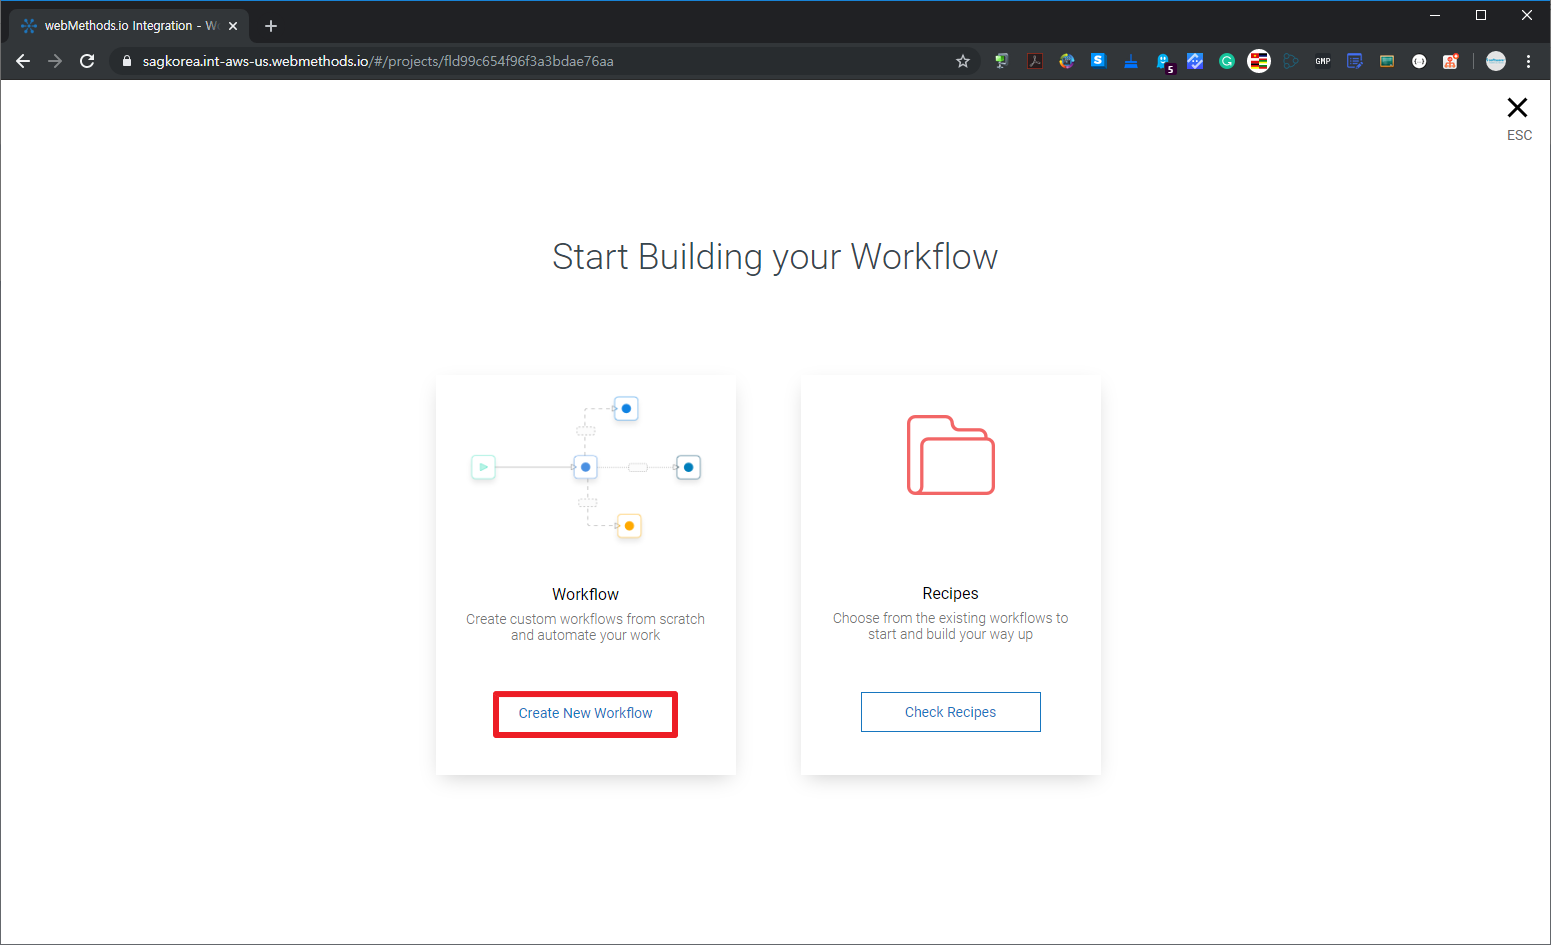 webMethods.io Integration - W
sagkorea.int-aws-us.webmethods.io/#/projects/fld99c654f96f3a3bdae76aa
S
5
G
GMP
ESC
Start Building your Workflow
Workflow
Create custom workflows from scratch
and automate your work
Create New Workflow
Recipes
Choose from the existing workflows to
start and build your way up
Check Recipes